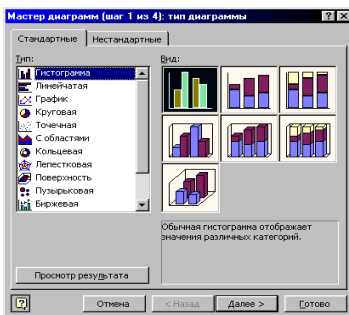 Мастер диаграмм (шаг 1 из 4): тип диаграммы
Стандартные
Нестандартные
Тип:
Вид:
Гистограмма
Линейчатая
График
Круговая
Точечная
С областями
Кольцевая
Лепестковая
Поверхность
Пузырьковая
Биржевая
Обычная гистограмма отображает
значения различных категорий.
Просмотр результата
Отмена
< Назад
Далее >
Готово